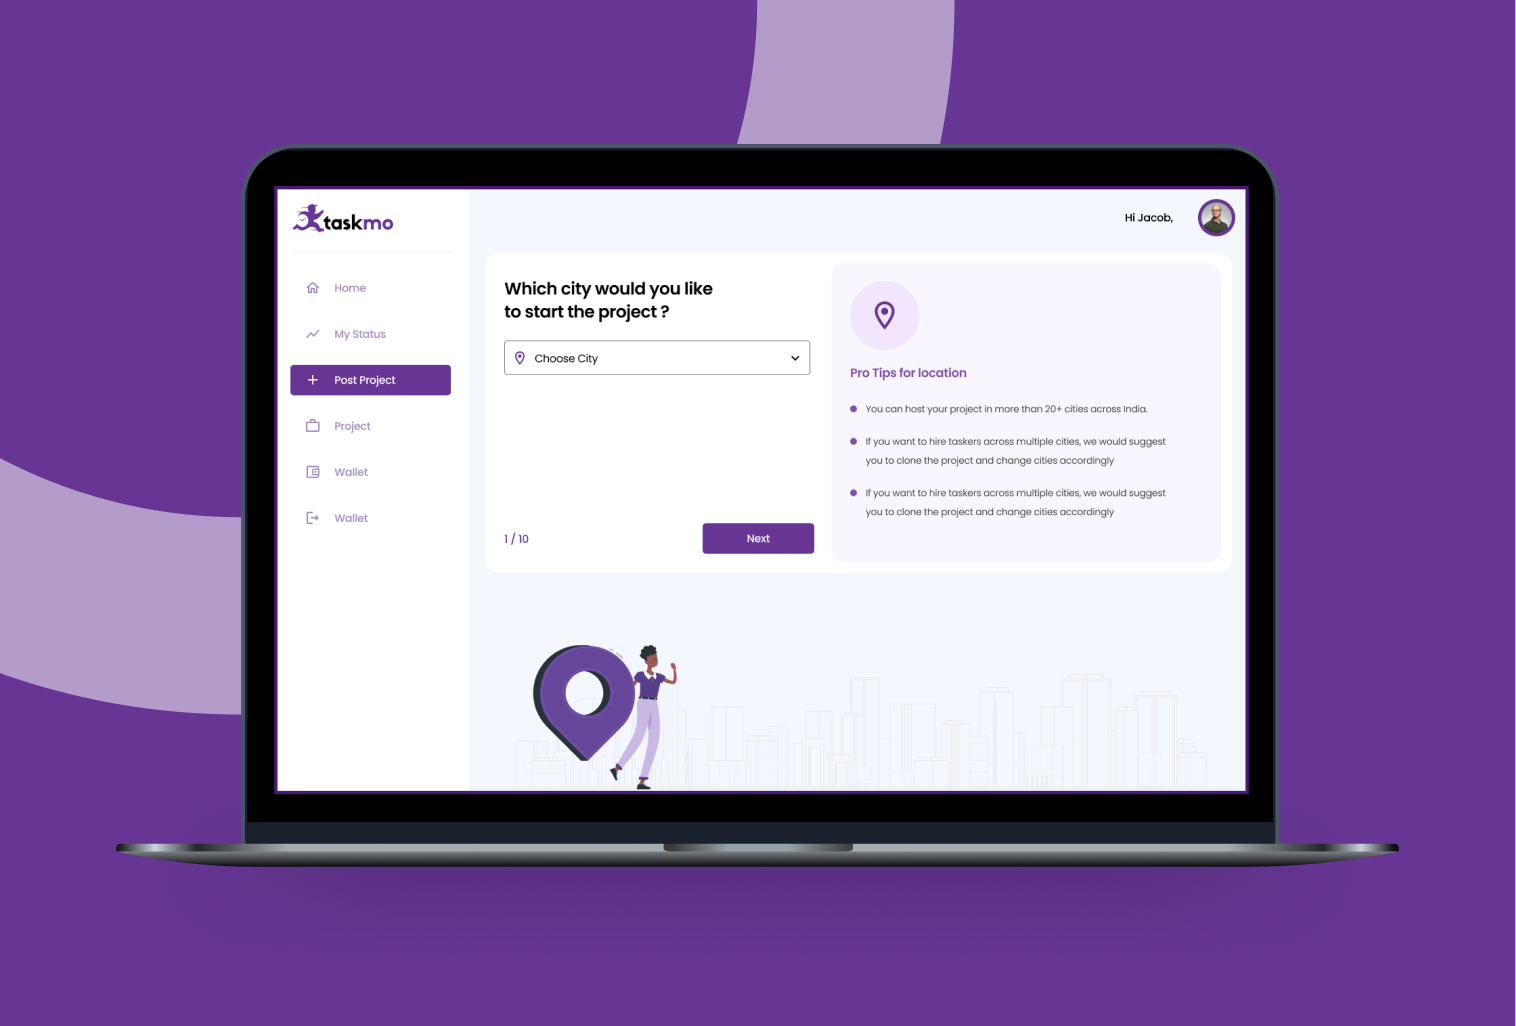 taskmo
Hi Jacob,
Home
My Status
Post Project
Project
Wallet
Wallet
Which city would you like
to start the project ?
Choose City
1 / 10
Next
Pro Tips for location
You can host your project in more than 20+ cities across India.
If you want to hire taskers across multiple cities, we would suggest
you to clone the project and change cities accordingly
If you want to hire taskers across multiple cities, we would suggest
you to clone the project and change cities accordingly